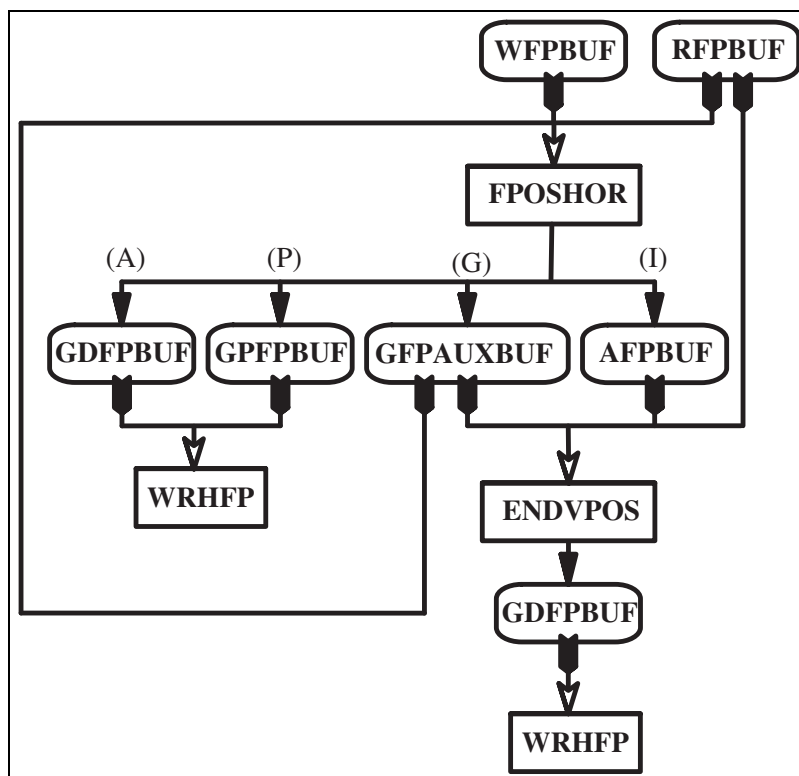 WFPBUF RFPBUF
FPOSHOR
(A) (P) (G) (I)
GDFPBUF GPFPBUF GFPAUXBUF AFPBUF
WRHFP
ENDVPOS
GDFPBUF
WRHFP